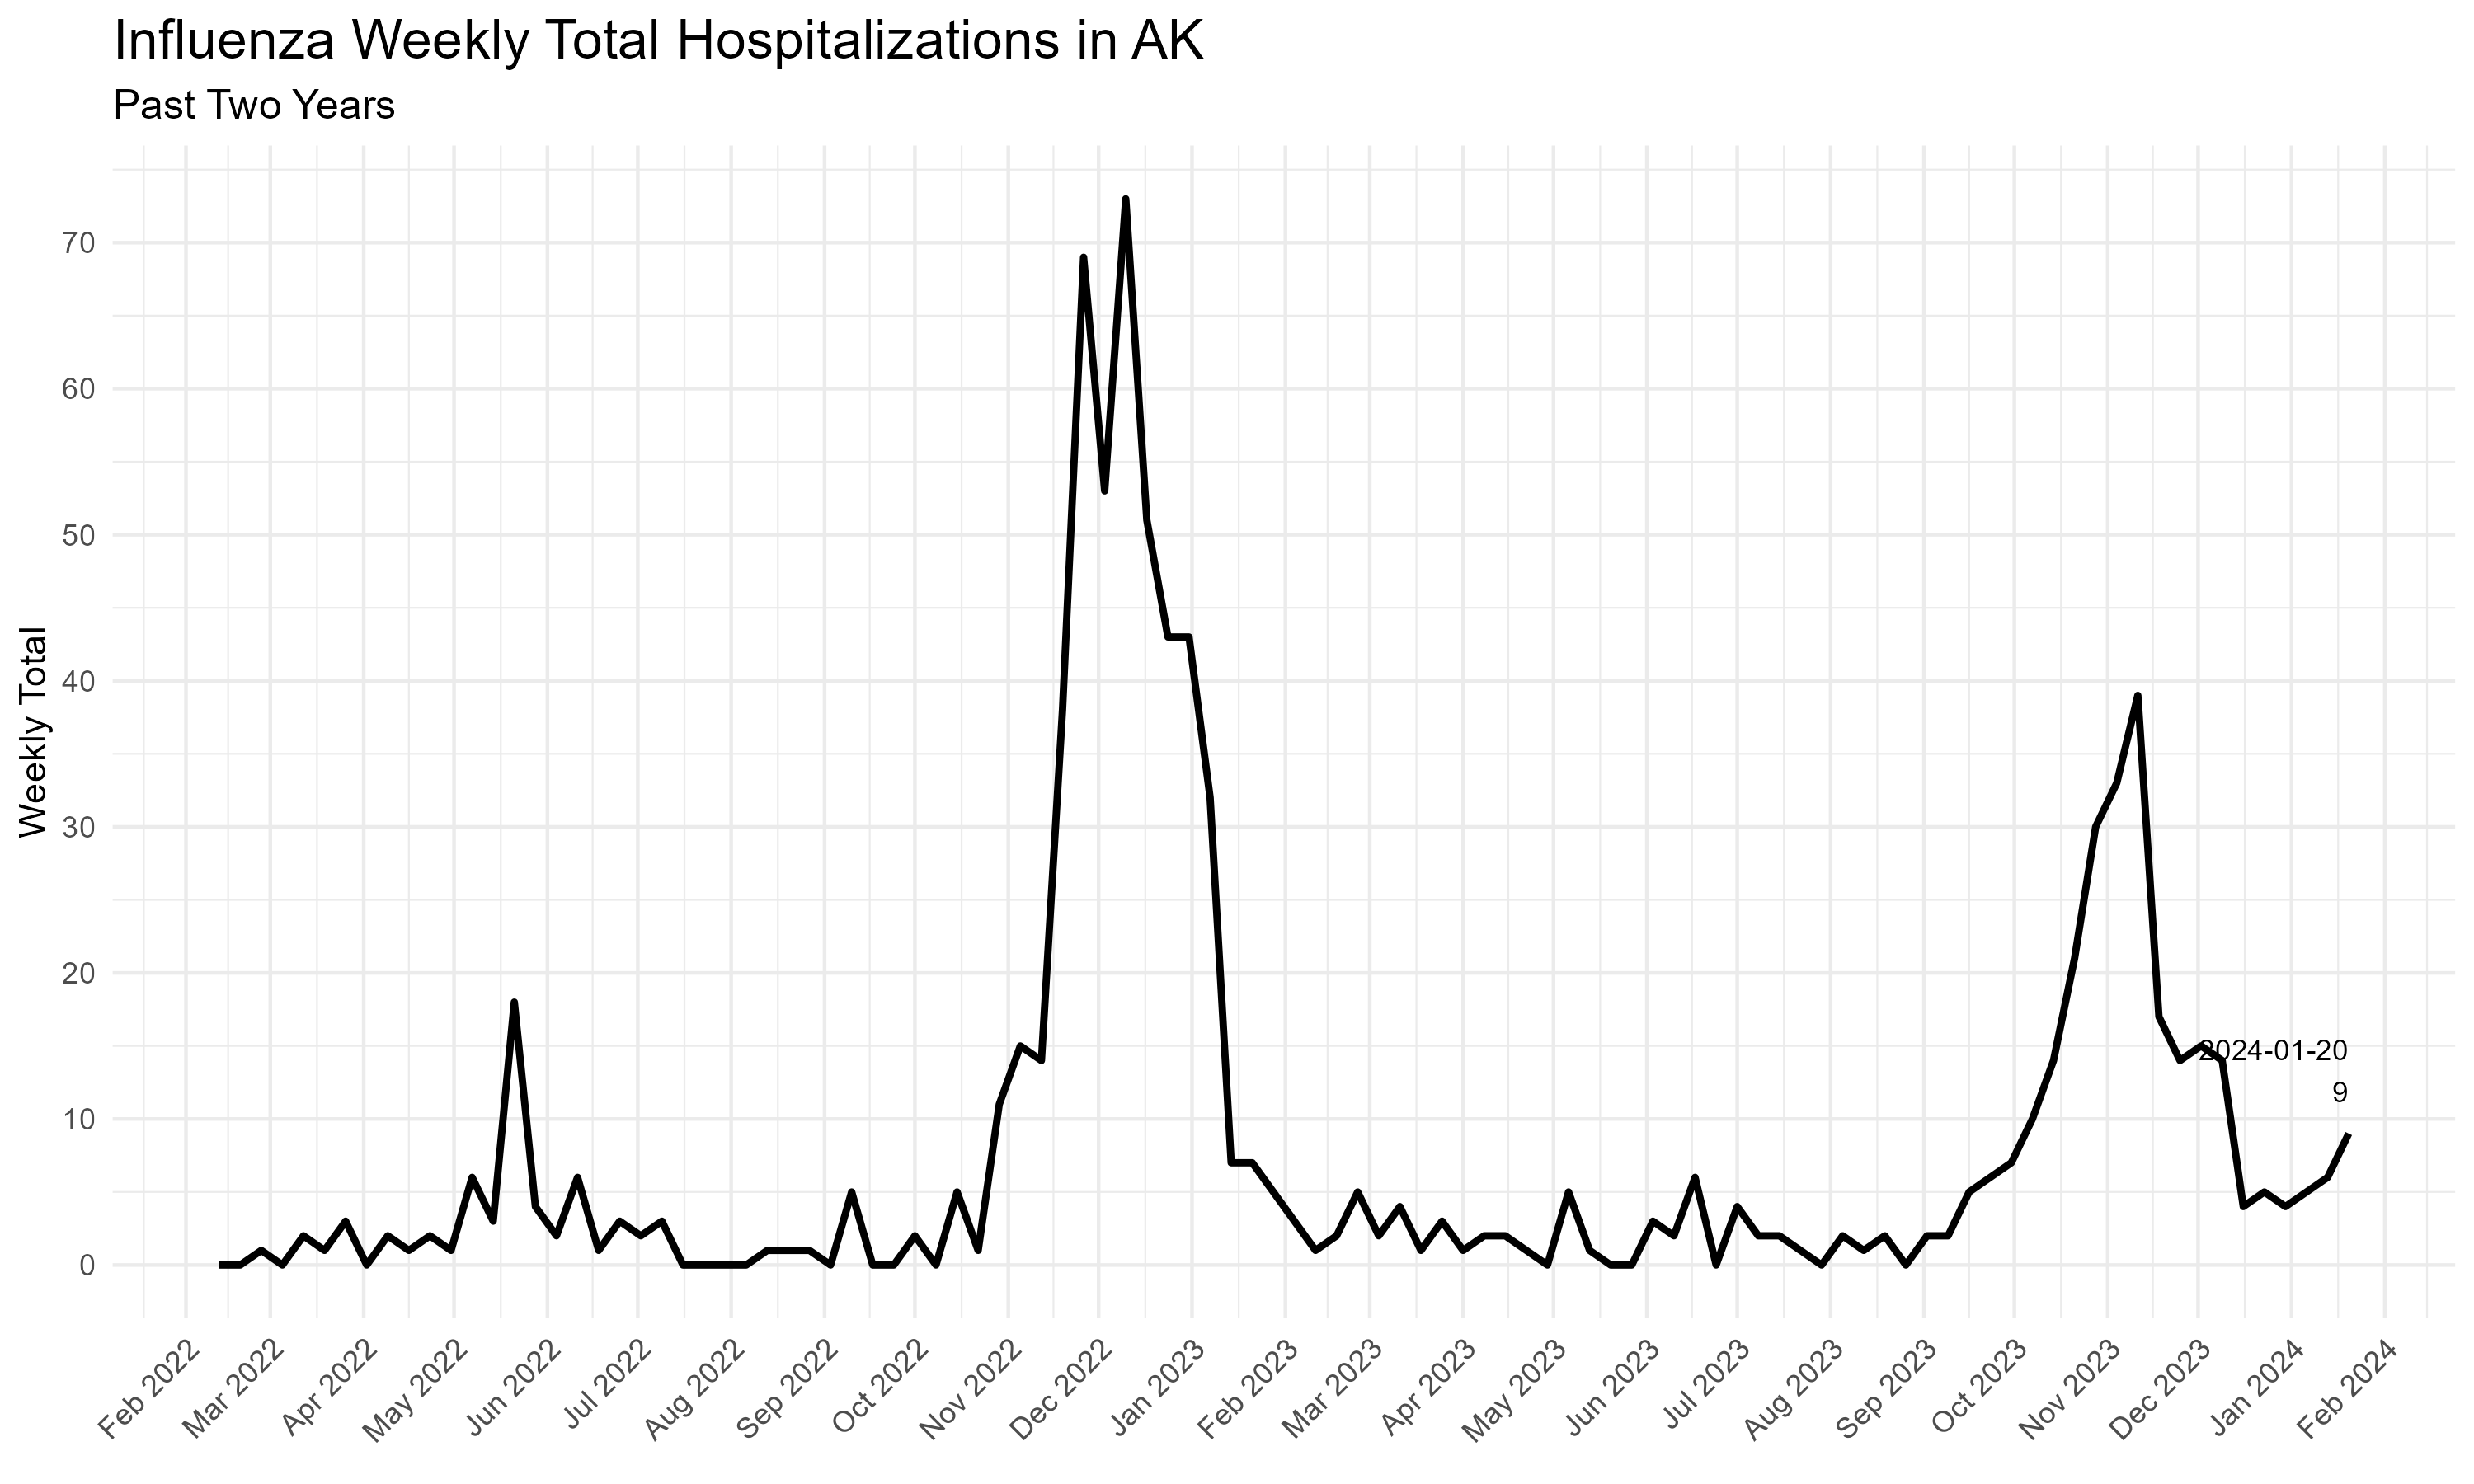 Influenza Weekly Total Hospitalizations in AK
Past Two Years
Weekly Total
70
60
50
40
30
20
10
0
2024-01-20
9
Feb 2022
Mar 2022
Apr 2022
May 2022
Jun 2022
Jul 2022
Aug 2022
Sep 2022
Oct 2022
Nov 2022
Dec 2022
Jan 2023
Feb 2023
Mar 2023
Apr 2023
May 2023
Jun 2023
Jul 2023
Aug 2023
Sep 2023
Oct 2023
Nov 2023
Dec 2023
Jan 2024
Feb 2024